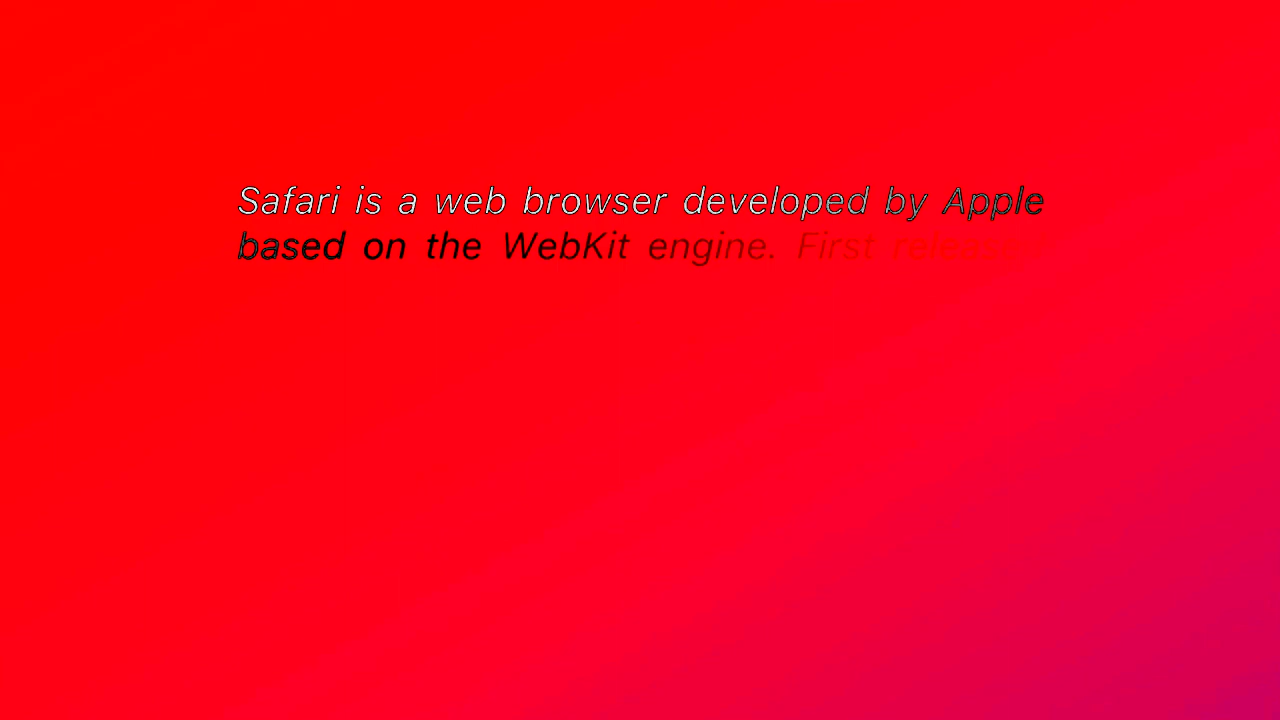 Safari is a web browser developed by Apple
based on the WebKit engine. First release